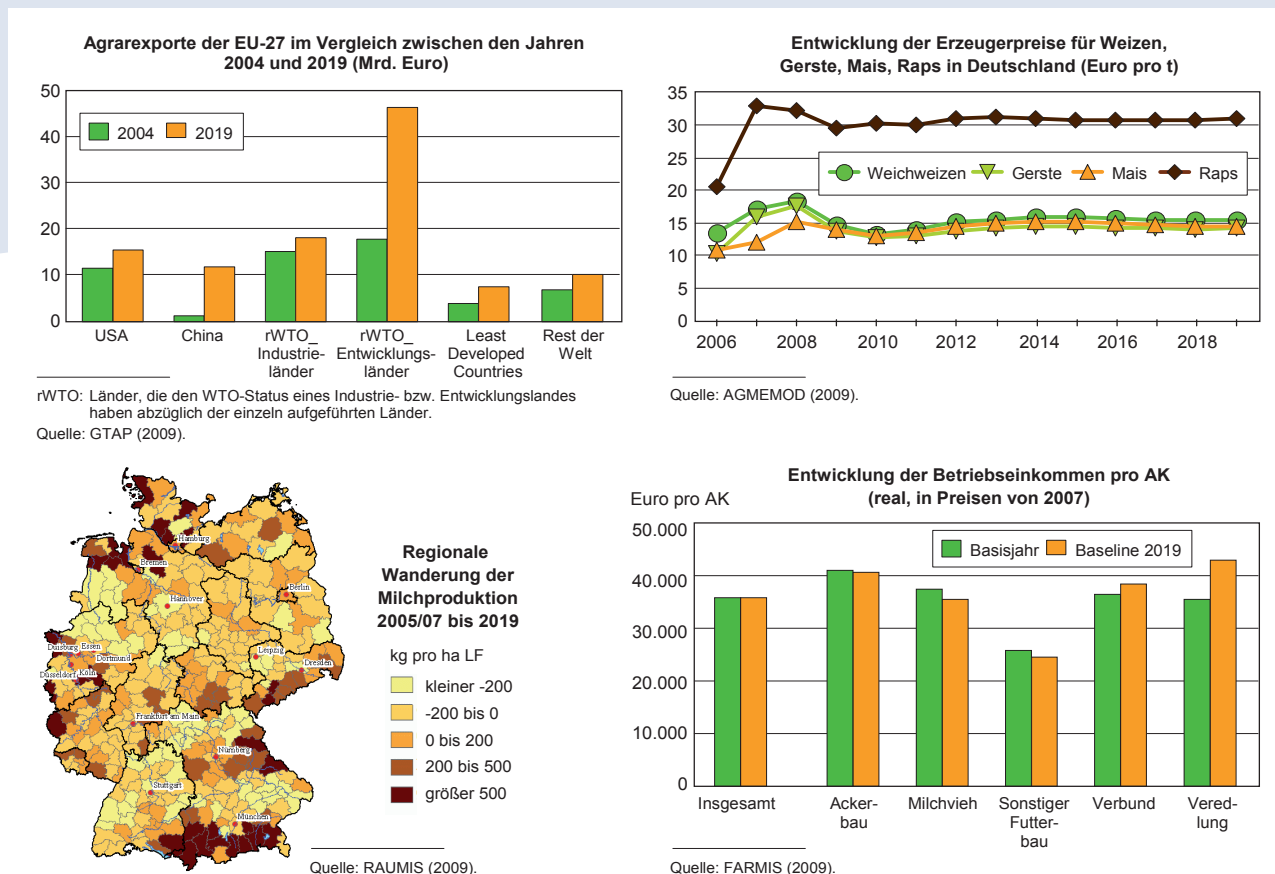 Agrarexporte der EU-27 im Vergleich zwischen den Jahren
2004 und 2019 (Mrd. Euro)
50
40
30
20
10
0
2004 2019
USA China rWTO_ rWTO_ Least Rest der
Industrie- Entwicklungs- Developed Welt
länder länder Countries
rWTO: Länder, die den WTO-Status eines Industrie- bzw. Entwicklungslandes
haben abzüglich der einzeln aufgeführten Länder.
Quelle: GTAP (2009).
Entwicklung der Erzeugerpreise für Weizen,
Gerste, Mais, Raps in Deutschland (Euro pro t)
35
30
25
20
15
10
5
0
Weichweizen Gerste Mais Raps
2006 2008 2010 2012 2014 2016 2018
Quelle: AGMEMOD (2009).
Hamburg
Bremen
Berlin
Hannover
Duisburg Essen
Dortmund
Düsseldorf Köln
Leipzig
Dresden
Frankfurt am Main
Nürnberg
Stuttgart
München
Regionale
Wanderung der
Milchproduktion
2005/07 bis 2019
kg pro ha LF
kleiner -200
-200 bis 0
0 bis 200
200 bis 500
größer 500
Quelle: RAUMIS (2009).
Entwicklung der Betriebseinkommen pro AK
(real, in Preisen von 2007)
Euro pro AK
50.000
40.000
30.000
20.000
10.000
0
Basisjahr Baseline 2019
Insgesamt Acker- Milchvieh Sonstiger Verbund Vered-
bau Futter- lung
bau
Quelle: FARMIS (2009).